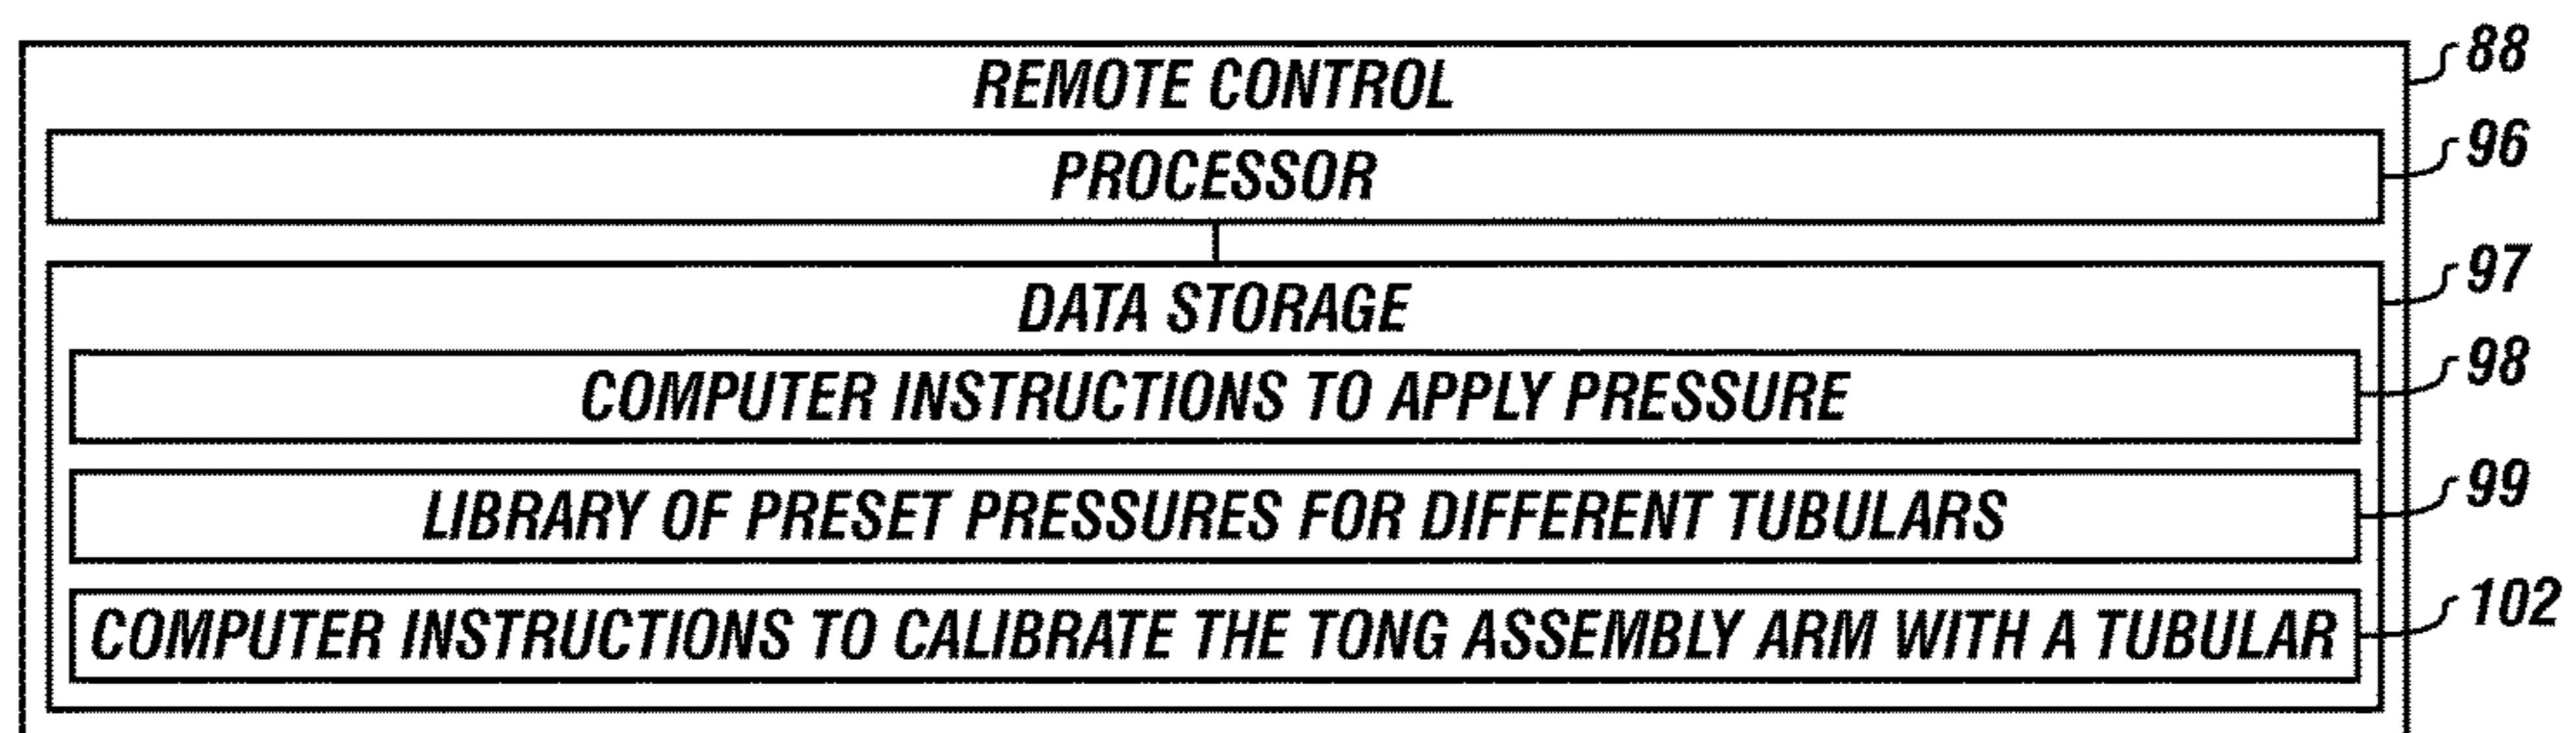 REMOTE CONTROL 88
PROCESSOR 96
DATA STORAGE 97
COMPUTER INSTRUCTIONS TO APPLY PRESSURE 98
LIBRARY OF PRESET PRESSURES FOR DIFFERENT TUBULARS 99
COMPUTER INSTRUCTIONS TO CALIBRATE THE TONG ASSEMBLY ARM WITH A TUBULAR 102